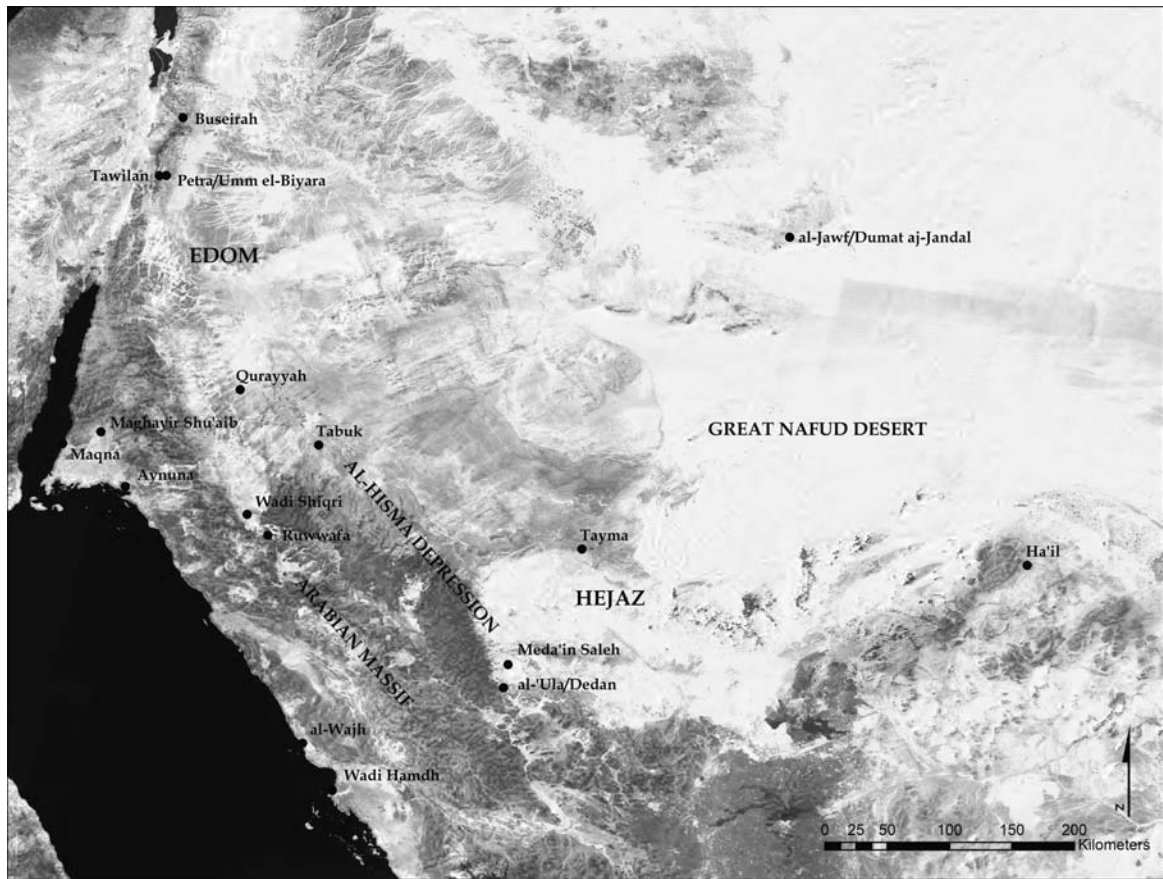 Buseirah
Tawilan
Petra/Umm el-Biyara
al-Jawf/Dumat aj-Jandal
EDOM
Qurayyah
Maghayir Shu'aib
Tabuk
GREAT NAFUD DESERT
Maqna
Aynuna
AL-HISMA DEPRESSION
Wadi Shiqri
Ruwwafa
Tayma
Ha'il
ARABIAN MASSIF
HEJAZ
Meda'in Saleh
al-'Ula/Dedan
al-Wajh
Wadi Hamdh
N
0 25 50 100 150 200
Kilometers